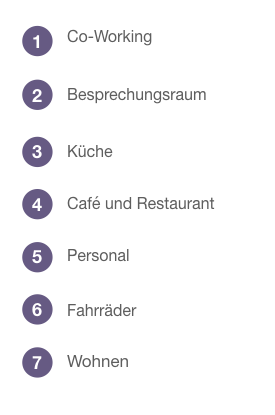 1 Co-Working
2 Besprechungsraum
3 Küche
4 Café und Restaurant
5 Personal
6 Fahrräder
7 Wohnen